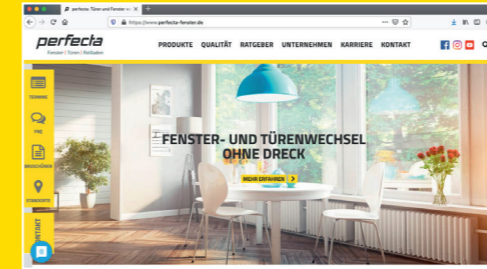 perfecta: Türen und Fenster vo
https://www.perfecta-fenster.de
perfecta
Fenster | Türen | Rollladen
PRODUKTE QUALITÄT RATGEBER UNTERNEHMEN KARRIERE KONTAKT
TERMINE
FAQ
BROSCHÜREN
STANDORTE
KONTAKT
FENSTER- UND TÜRENWECHSEL
OHNE DRECK
MEHR ERFAHREN